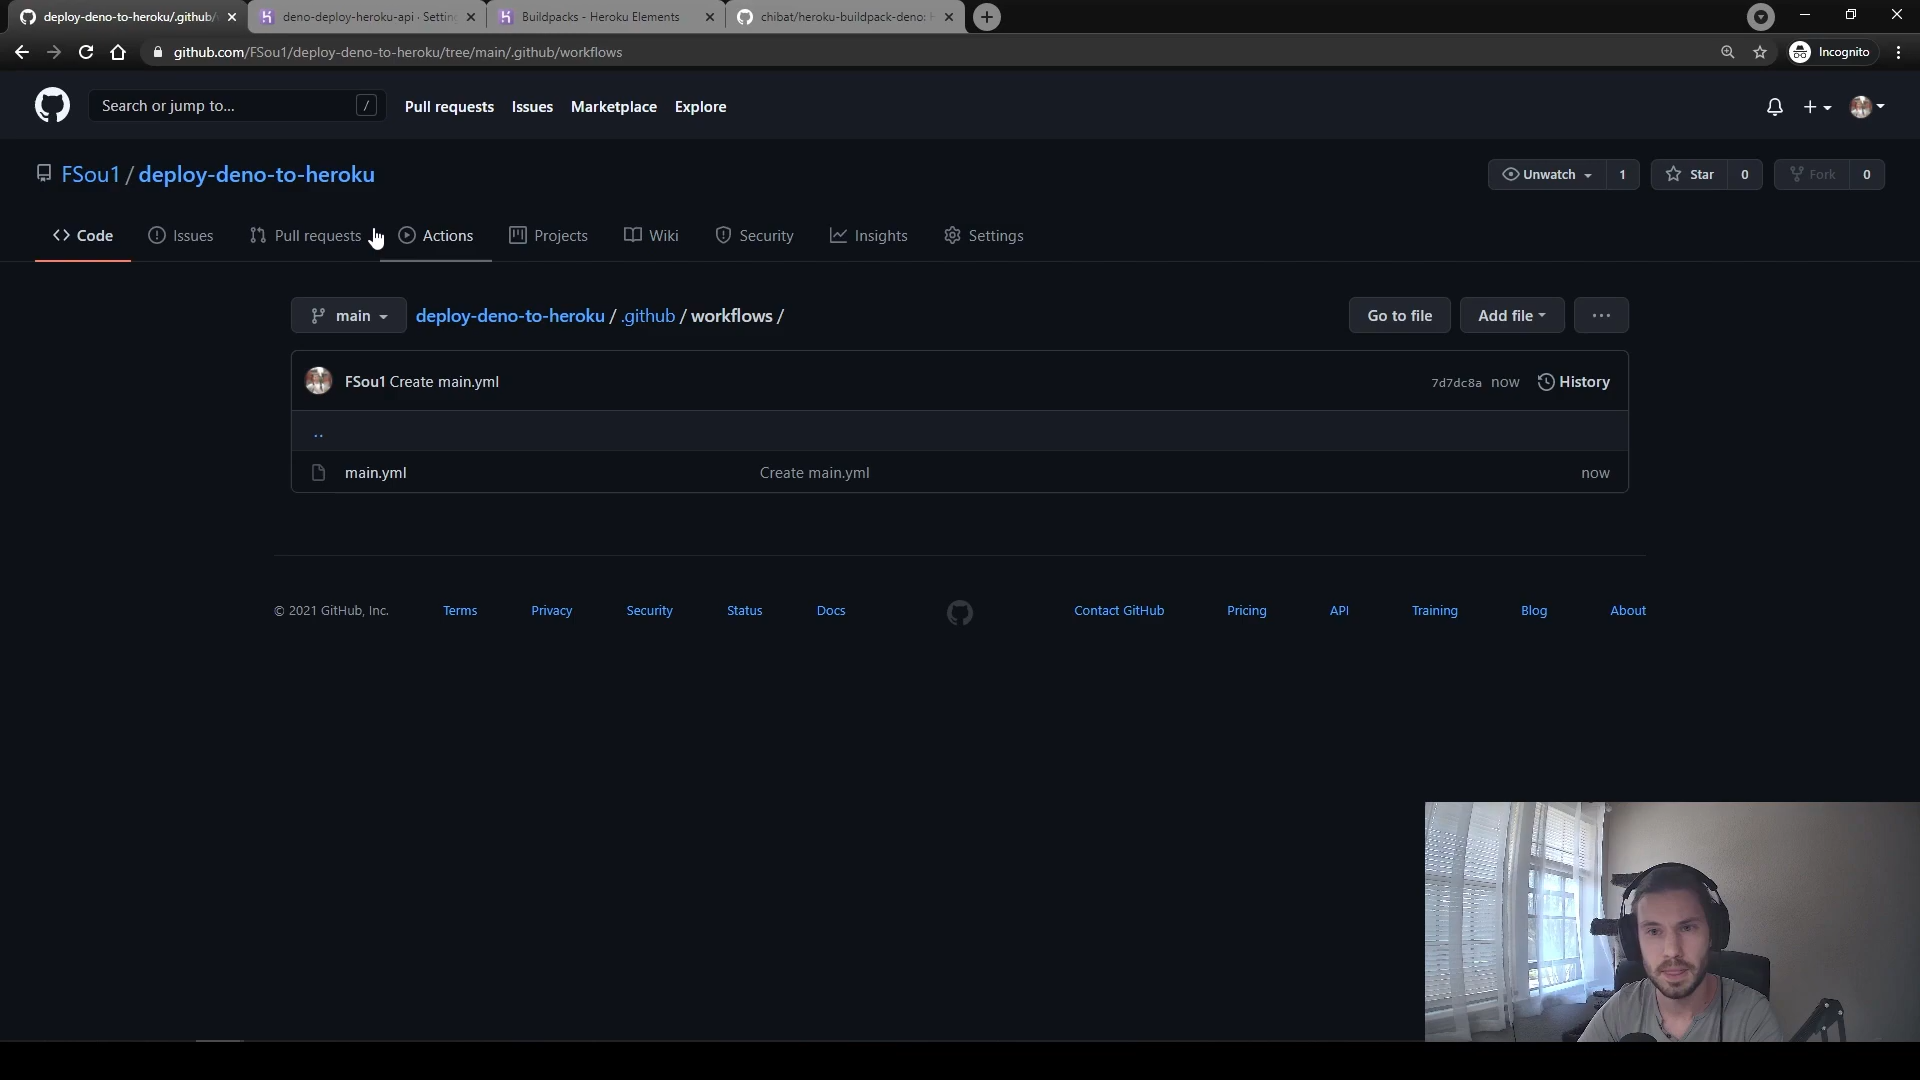 deploy-deno-to-heroku/.github/
deno-deploy-heroku-api · Settin
Buildpacks - Heroku Elements
chibat/heroku-buildpack-deno: H
github.com/FSou1/deploy-deno-to-heroku/tree/main/.github/workflows
Incognito
Search or jump to...
/
Pull requests
Issues
Marketplace
Explore
FSou1 / deploy-deno-to-heroku
Unwatch
1
Star
0
Fork
0
Code
Issues
Pull requests
Actions
Projects
Wiki
Security
Insights
Settings
main
deploy-deno-to-heroku / .github / workflows /
Go to file
Add file
...
FSou1 Create main.yml
7d7dc8a now
History
..
main.yml
Create main.yml
now
© 2021 GitHub, Inc.
Terms
Privacy
Security
Status
Docs
Contact GitHub
Pricing
API
Training
Blog
About